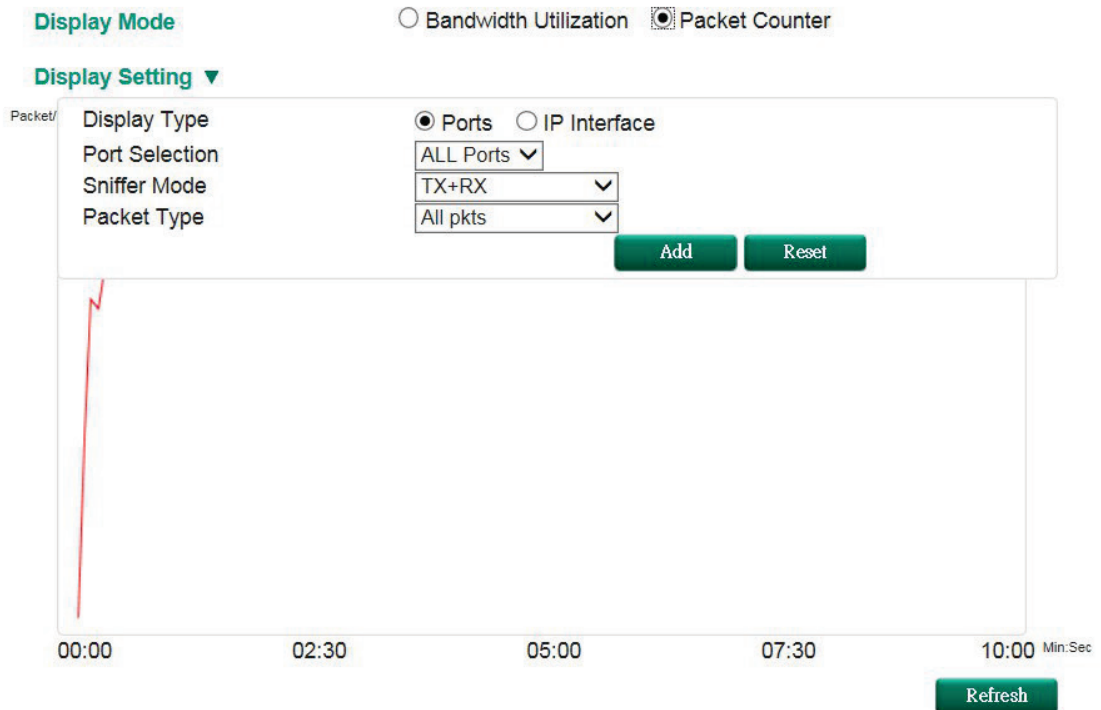 Display Mode Bandwidth Utilization Packet Counter
Display Setting ▼
Packet/
Display Type Ports IP Interface
Port Selection ALL Ports
Sniffer Mode TX+RX
Packet Type All pkts
Add Reset
00:00 02:30 05:00 07:30 10:00 Min:Sec
Refresh